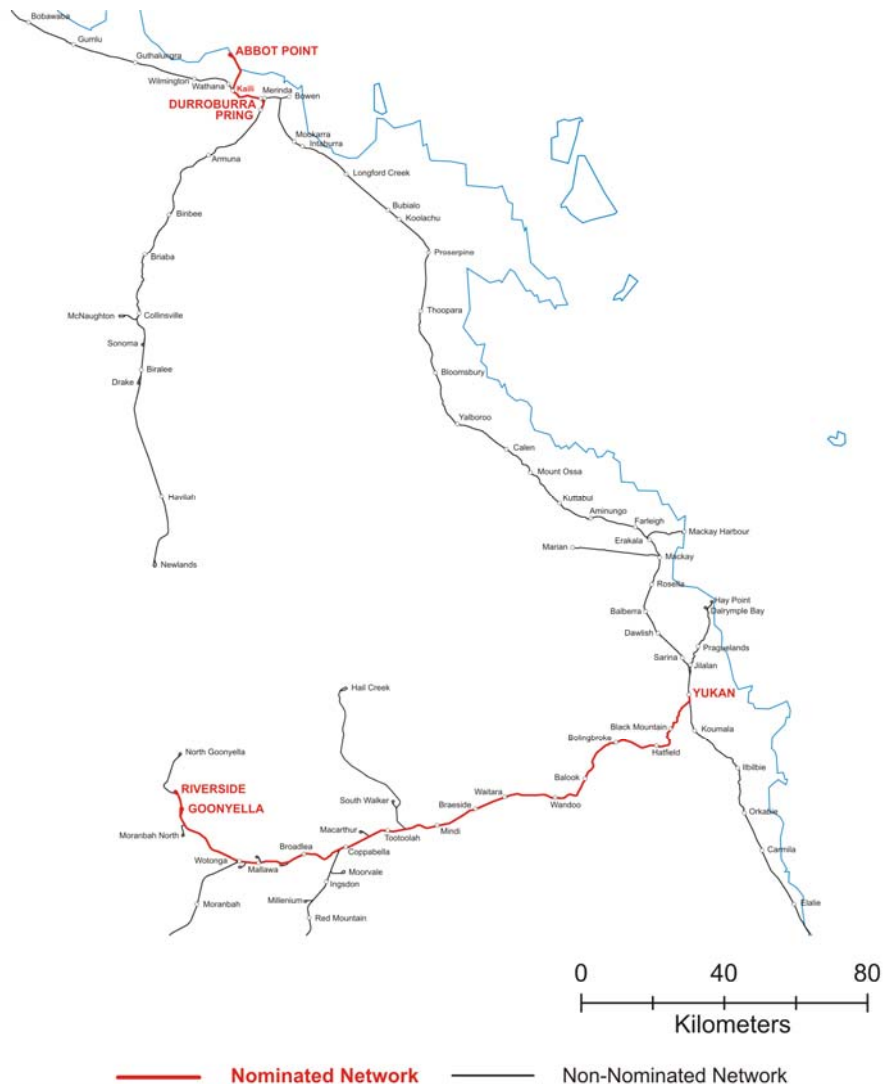 Bobawaba
Gumlu
Guthalungra
ABBOT POINT
Wilmington
Wathana
Kaili
Merinda
Bowen
DURROBURRA
PRING
Mookarra
Intaburra
Armuna
Longford Creek
Bubialo
Koolachu
Binbee
Briaba
Proserpine
McNaughton
Collinsville
Thoopara
Sonoma
Biralee
Drake
Bloomsbury
Yalboroo
Calen
Mount Ossa
Havilah
Kuttabul
Aminungo
Farleigh
Mackay Harbour
Erakala
Marian
Mackay
Newlands
Rosella
Hay Point
Dalrymple Bay
Balberra
Dawlish
Praguelands
Sarina
Jilalan
Hail Creek
YUKAN
Black Mountain
Koumala
Bolingbroke
Hatfield
North Goonyella
Ilbilbie
Balook
RIVERSIDE
Waitara
Wandoo
South Walker
GOONYELLA
Braeside
Orkabie
Macarthur
Tootoolah
Mindi
Moranbah North
Broadlea
Coppabella
Carmila
Wotonga
Mallawa
Moorvale
Ingsdon
Moranbah
Millenium
Elalie
Red Mountain
0 40 80
Kilometers
Nominated Network Non-Nominated Network